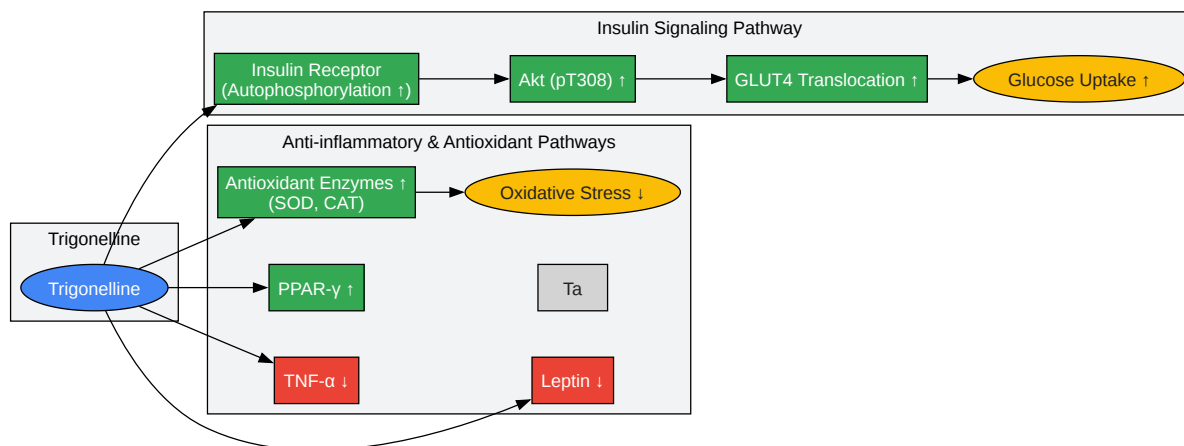 Insulin Signaling Pathway
Insulin Receptor
(Autophosphorylation ↑)
Akt (pT308) ↑
GLUT4 Translocation ↑
Glucose Uptake ↑
Anti-inflammatory & Antioxidant Pathways
Antioxidant Enzymes ↑
(SOD, CAT)
Oxidative Stress ↓
Trigonelline
Trigonelline
PPAR-γ ↑
Ta
TNF-α ↓
Leptin ↓